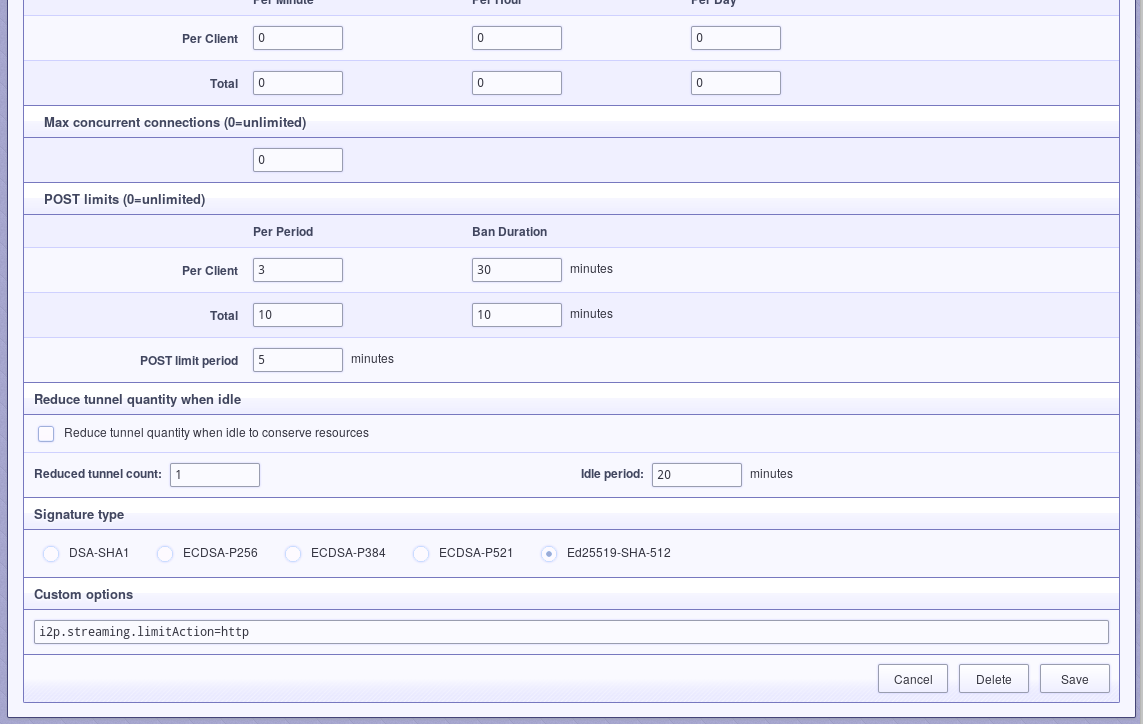 Per Minute Per Hour Per Day
Per Client 0 0 0
Total 0 0 0
Max concurrent connections (0=unlimited)
0
POST limits (0=unlimited)
Per Period Ban Duration
Per Client 3 30 minutes
Total 10 10 minutes
POST limit period 5 minutes
Reduce tunnel quantity when idle
Reduce tunnel quantity when idle to conserve resources
Reduced tunnel count: 1 Idle period: 20 minutes
Signature type
DSA-SHA1 ECDSA-P256 ECDSA-P384 ECDSA-P521 Ed25519-SHA-512
Custom options
i2p.streaming.limitAction=http
Cancel Delete Save